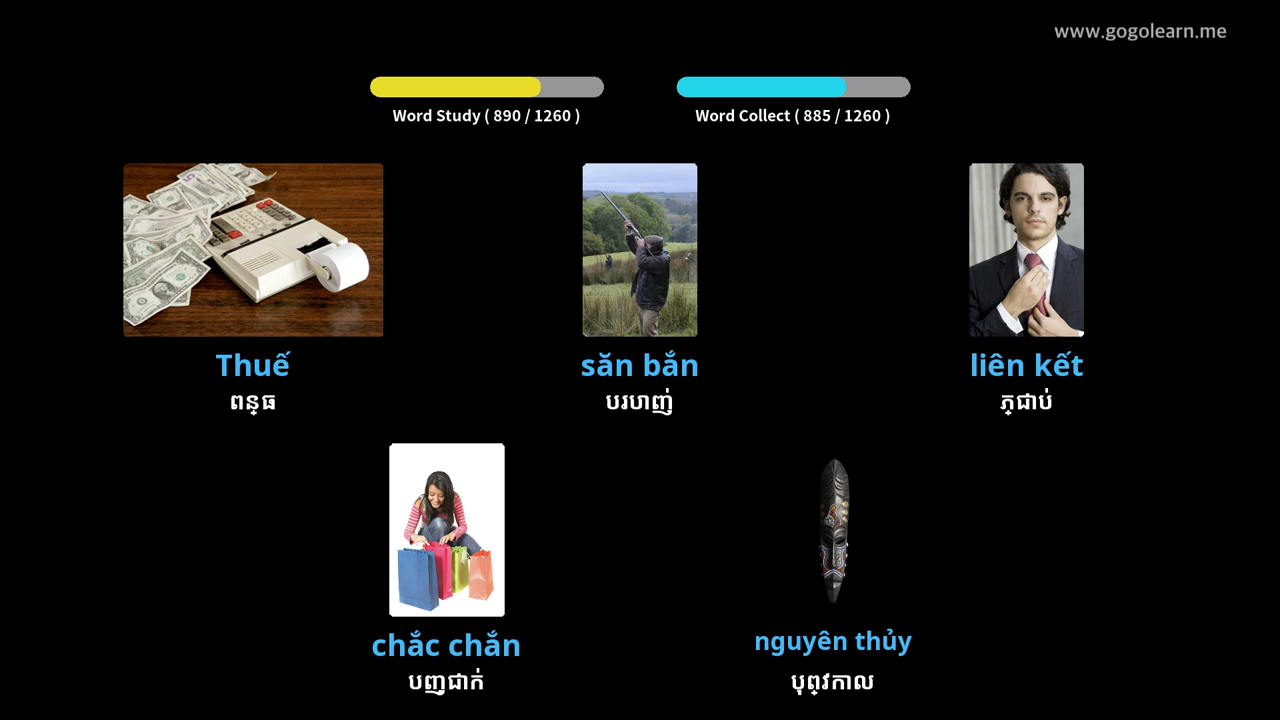 www.gogolearn.me
Word Study ( 890 / 1260 )
Word Collect ( 885 / 1260 )
Thuế
ពន្ធ
săn bắn
បរបាញ់
liên kết
ភ្ជាប់
chắc chắn
បញ្ជាក់
nguyên thủy
បុព្វកាល